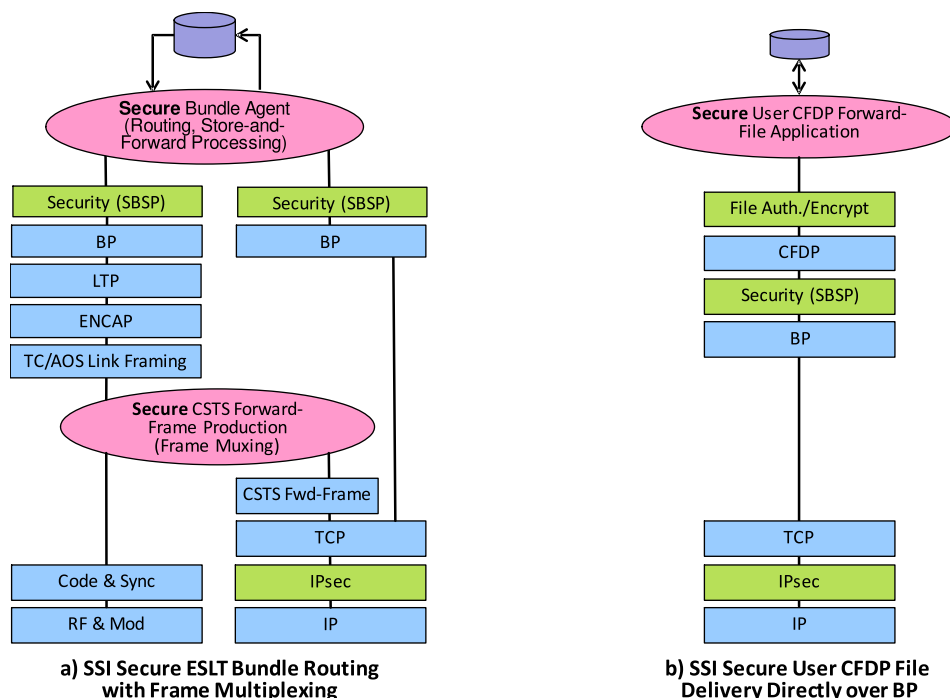 Secure Bundle Agent
(Routing, Store-and-
Forward Processing)
Security (SBSP)
BP
LTP
ENCAP
TC/AOS Link Framing
Security (SBSP)
BP
Secure CSTS Forward-
Frame Production
(Frame Muxing)
CSTS Fwd-Frame
TCP
Code & Sync
IPsec
RF & Mod
IP
a) SSI Secure ESLT Bundle Routing
with Frame Multiplexing
Secure User CFDP Forward-
File Application
File Auth./Encrypt
CFDP
Security (SBSP)
BP
TCP
IPsec
IP
b) SSI Secure User CFDP File
Delivery Directly over BP